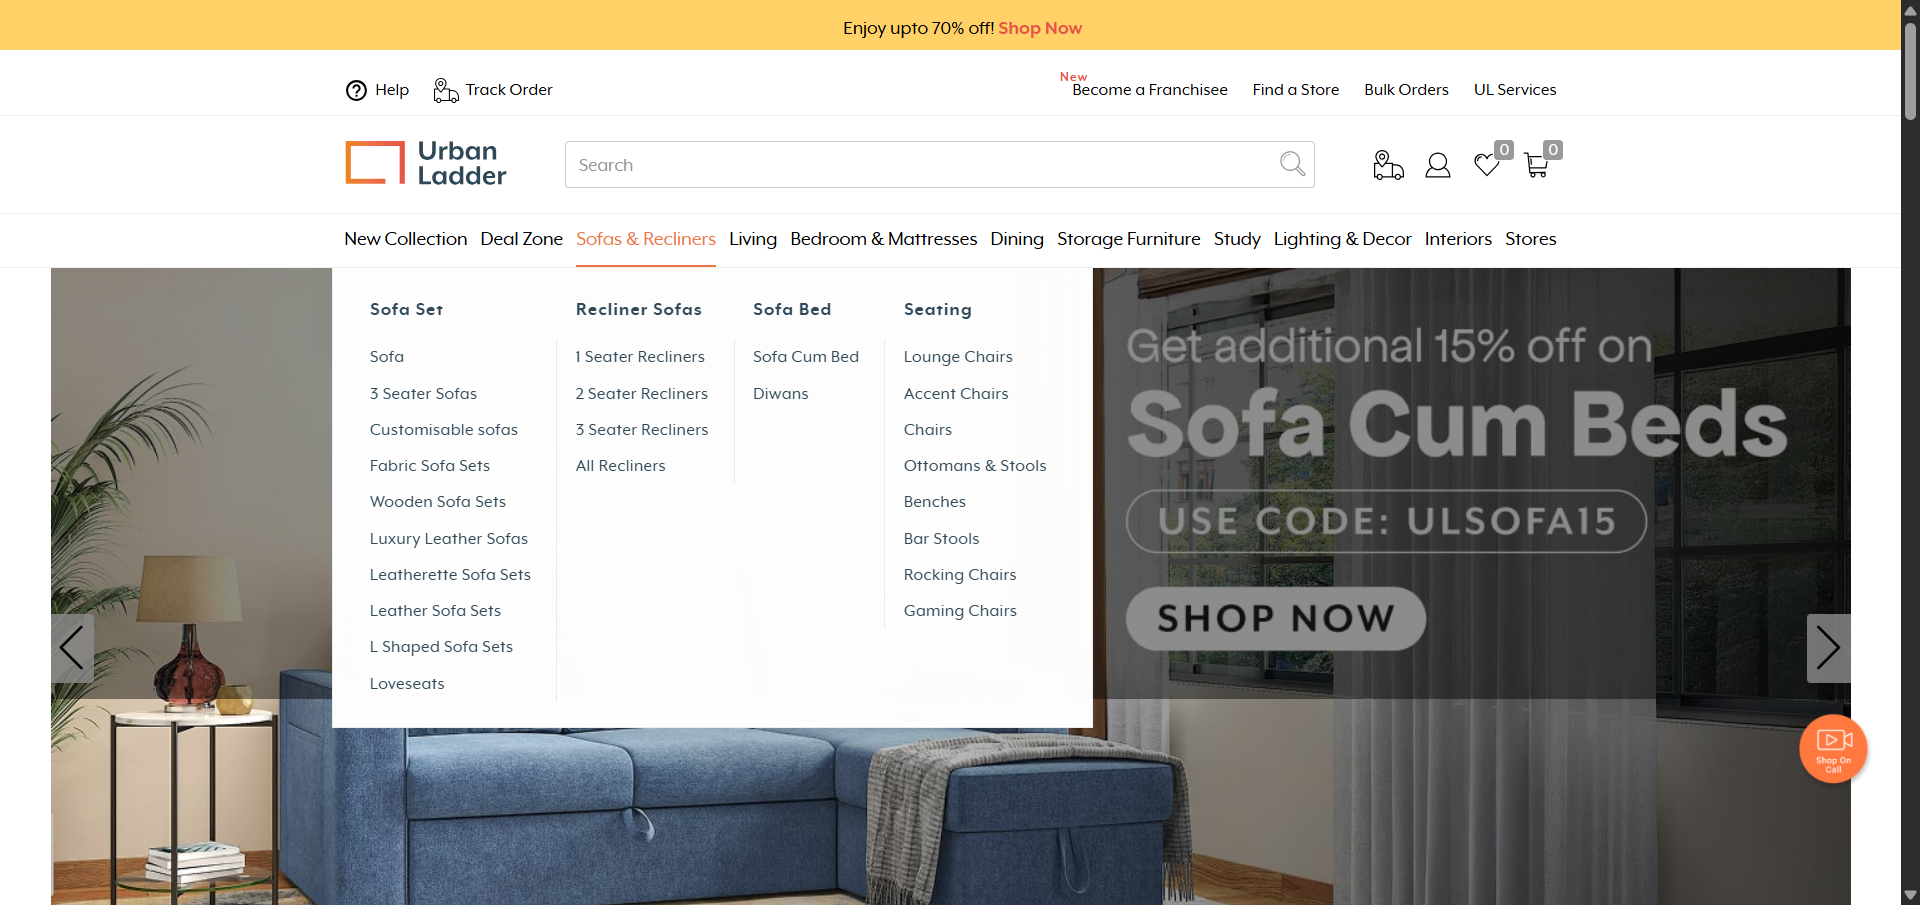 Enjoy upto 70% off! Shop Now
Help
Track Order
New
Become a Franchisee
Find a Store
Bulk Orders
UL Services
Urban
Ladder
Search
0
0
New Collection
Deal Zone
Sofas & Recliners
Living
Bedroom & Mattresses
Dining
Storage Furniture
Study
Lighting & Decor
Interiors
Stores
Sofa Set
Sofa
3 Seater Sofas
Customisable sofas
Fabric Sofa Sets
Wooden Sofa Sets
Luxury Leather Sofas
Leatherette Sofa Sets
Leather Sofa Sets
L Shaped Sofa Sets
Loveseats
Recliner Sofas
1 Seater Recliners
2 Seater Recliners
3 Seater Recliners
All Recliners
Sofa Bed
Sofa Cum Bed
Diwans
Seating
Lounge Chairs
Accent Chairs
Chairs
Ottomans & Stools
Benches
Bar Stools
Rocking Chairs
Gaming Chairs
Get additional 15% off on
Sofa Cum Beds
USE CODE: ULSOFA15
SHOP NOW
Shop On
Call